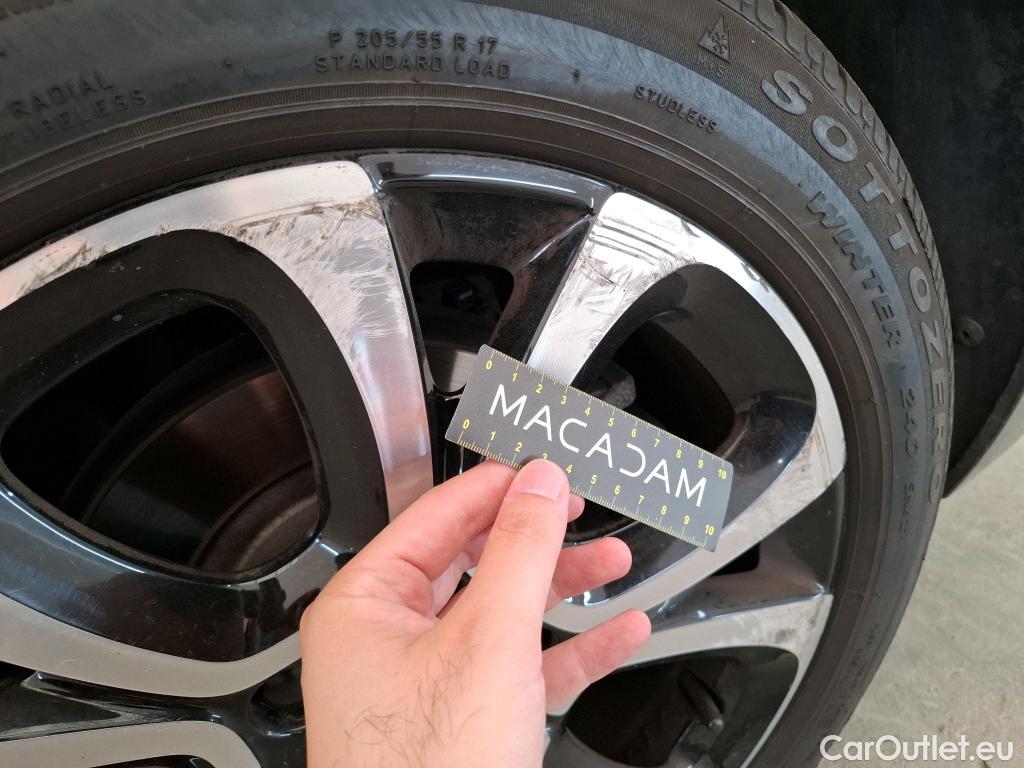 P 205/55 R 17
STANDARD LOAD
RADIAL
TUBELESS
M+S
STUDLESS
SOTTOZERO
WINTER 240
0 1 2 3 4 5 6 7 8 9 10
MACADAM
0 1 2 3 4 5 6 7 8 9 10
CarOutlet.eu